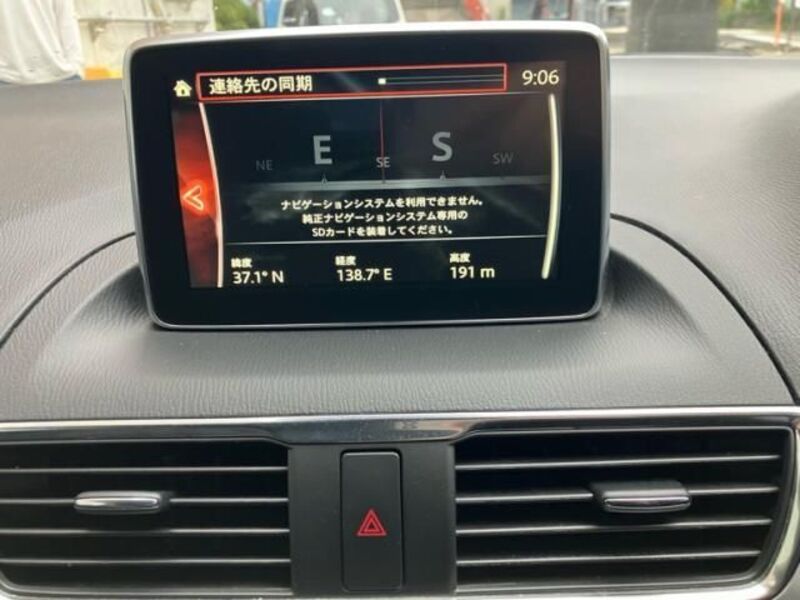 連絡先の同期 9:06
NE E SE S SW
ナビゲーションシステムを利用できません。
純正ナビゲーションシステム専用の
SDカードを装着してください。
緯度 経度 高度
37.1° N 138.7° E 191 m